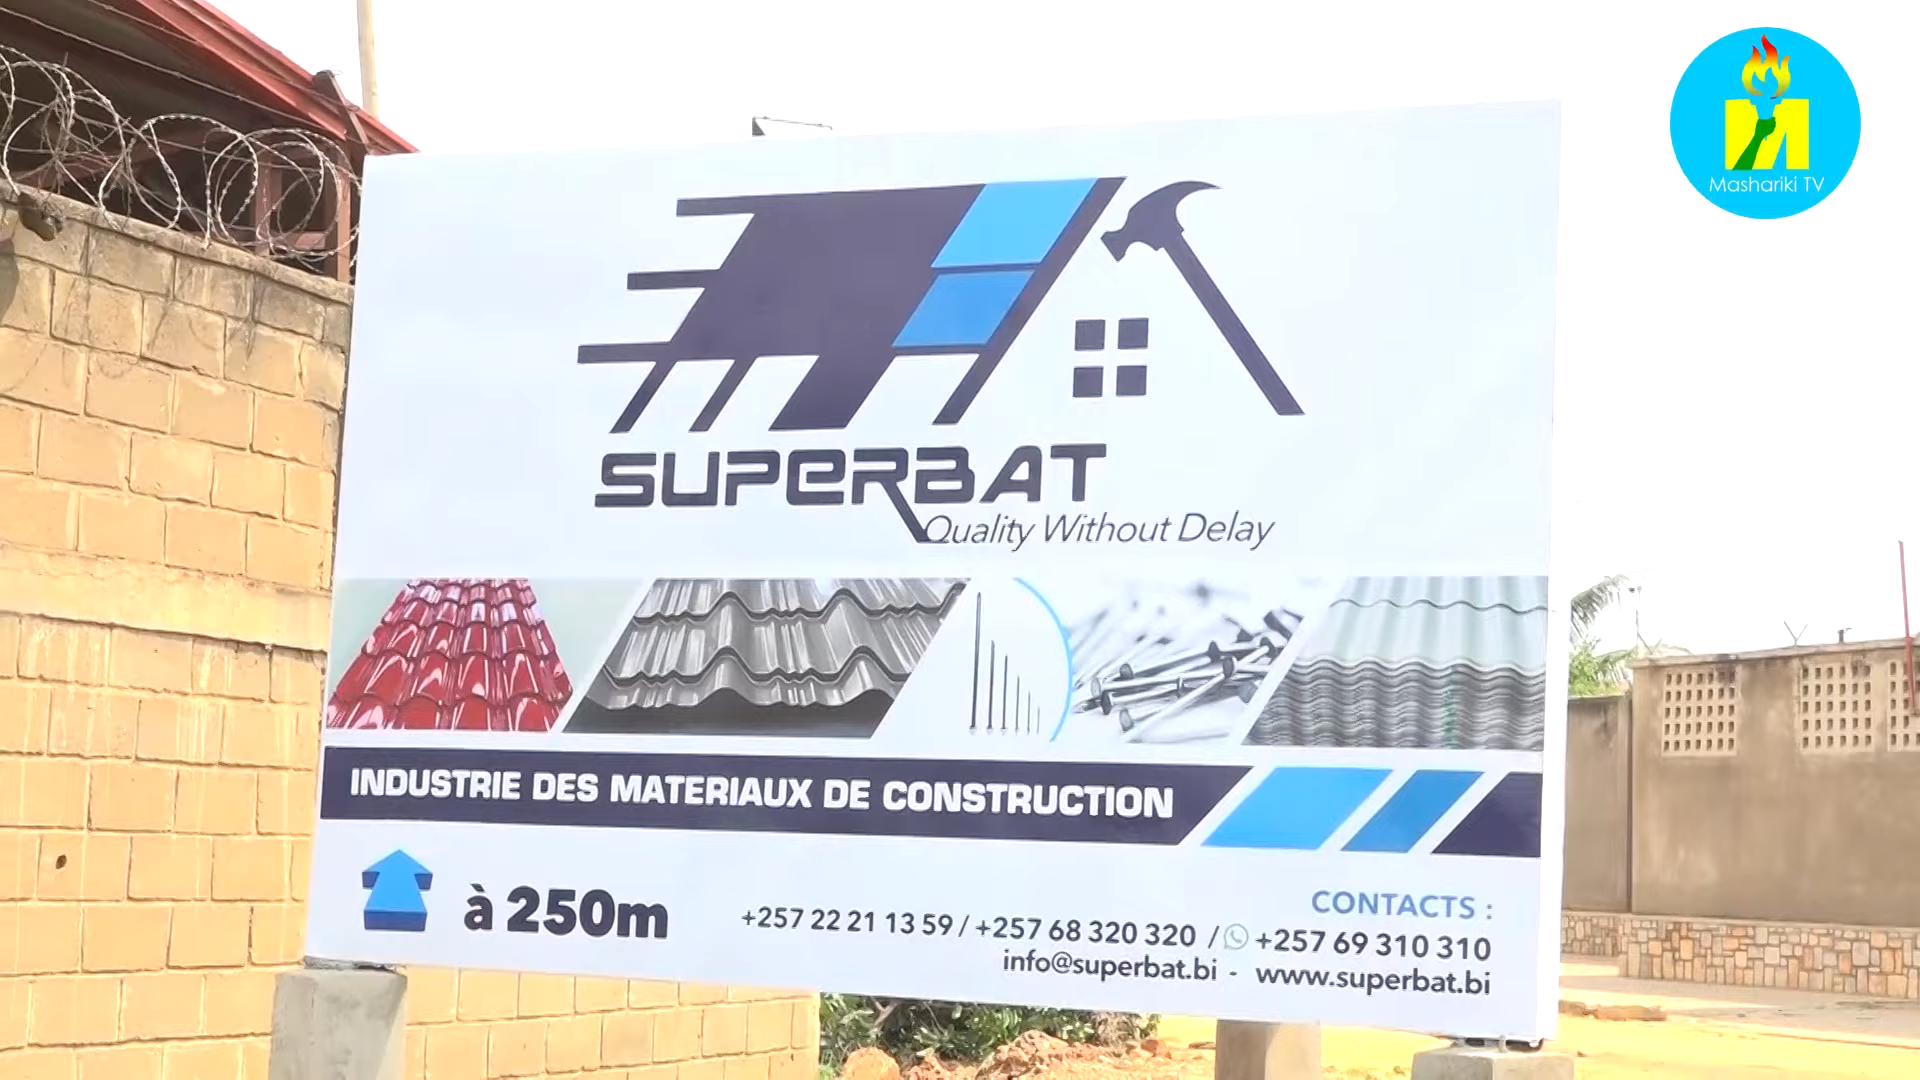 Mashariki TV
SUPERBAT
Quality Without Delay
INDUSTRIE DES MATERIAUX DE CONSTRUCTION
à 250m
CONTACTS :
+257 22 21 13 59 / +257 68 320 320 / +257 69 310 310
info@superbat.bi - www.superbat.bi